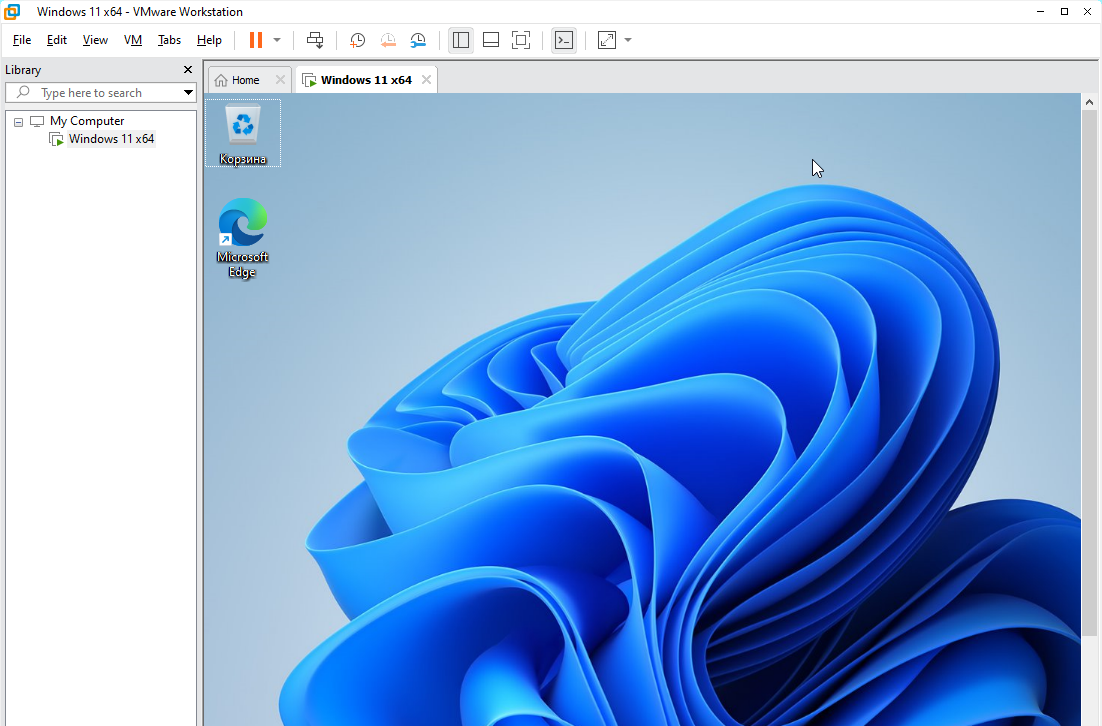 Windows 11 x64 - VMware Workstation
File Edit View VM Tabs Help
Library
Type here to search
My Computer
Windows 11 x64
Home
Windows 11 x64
Корзина
Microsoft
Edge